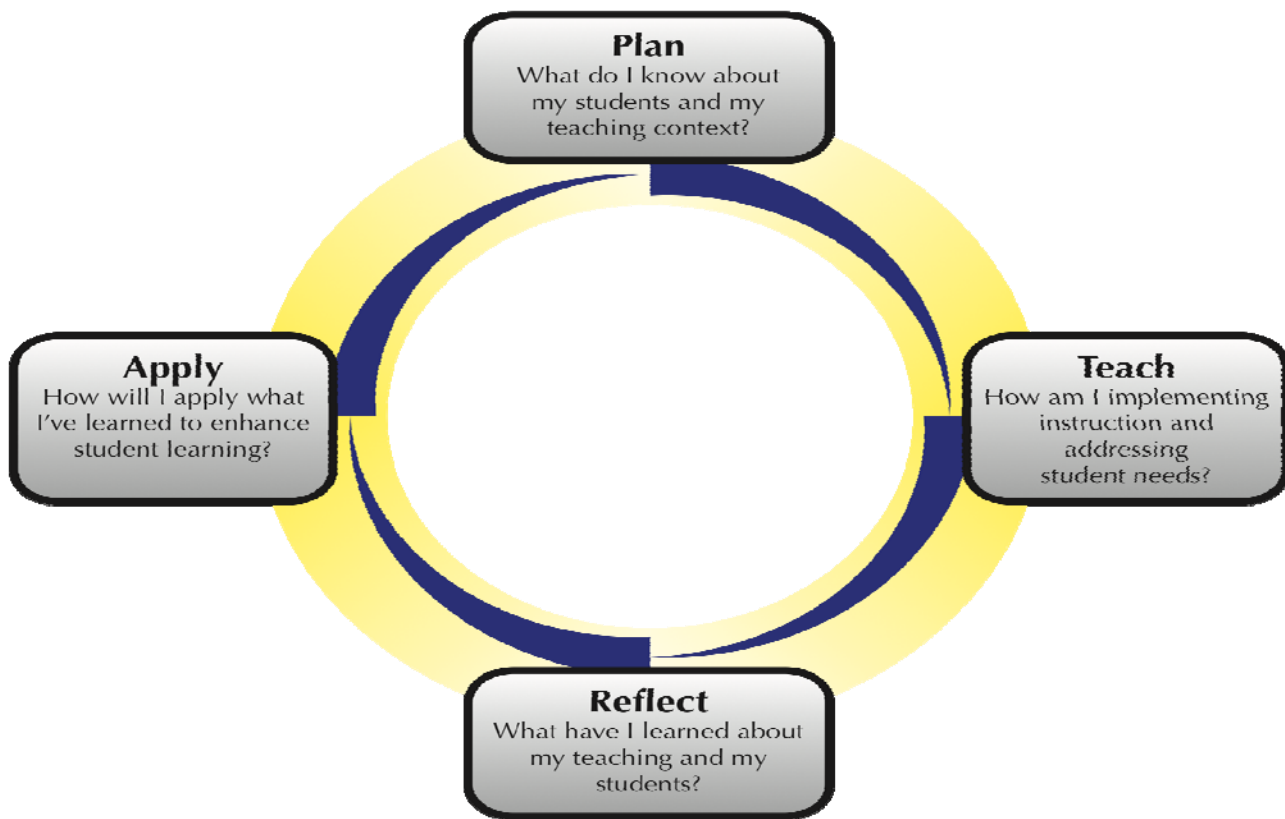 Plan
What do I know about
my students and my
teaching context?
Teach
How am I implementing
instruction and
addressing
student needs?
Reflect
What have I learned about
my teaching and my
students?
Apply
How will I apply what
I've learned to enhance
student learning?